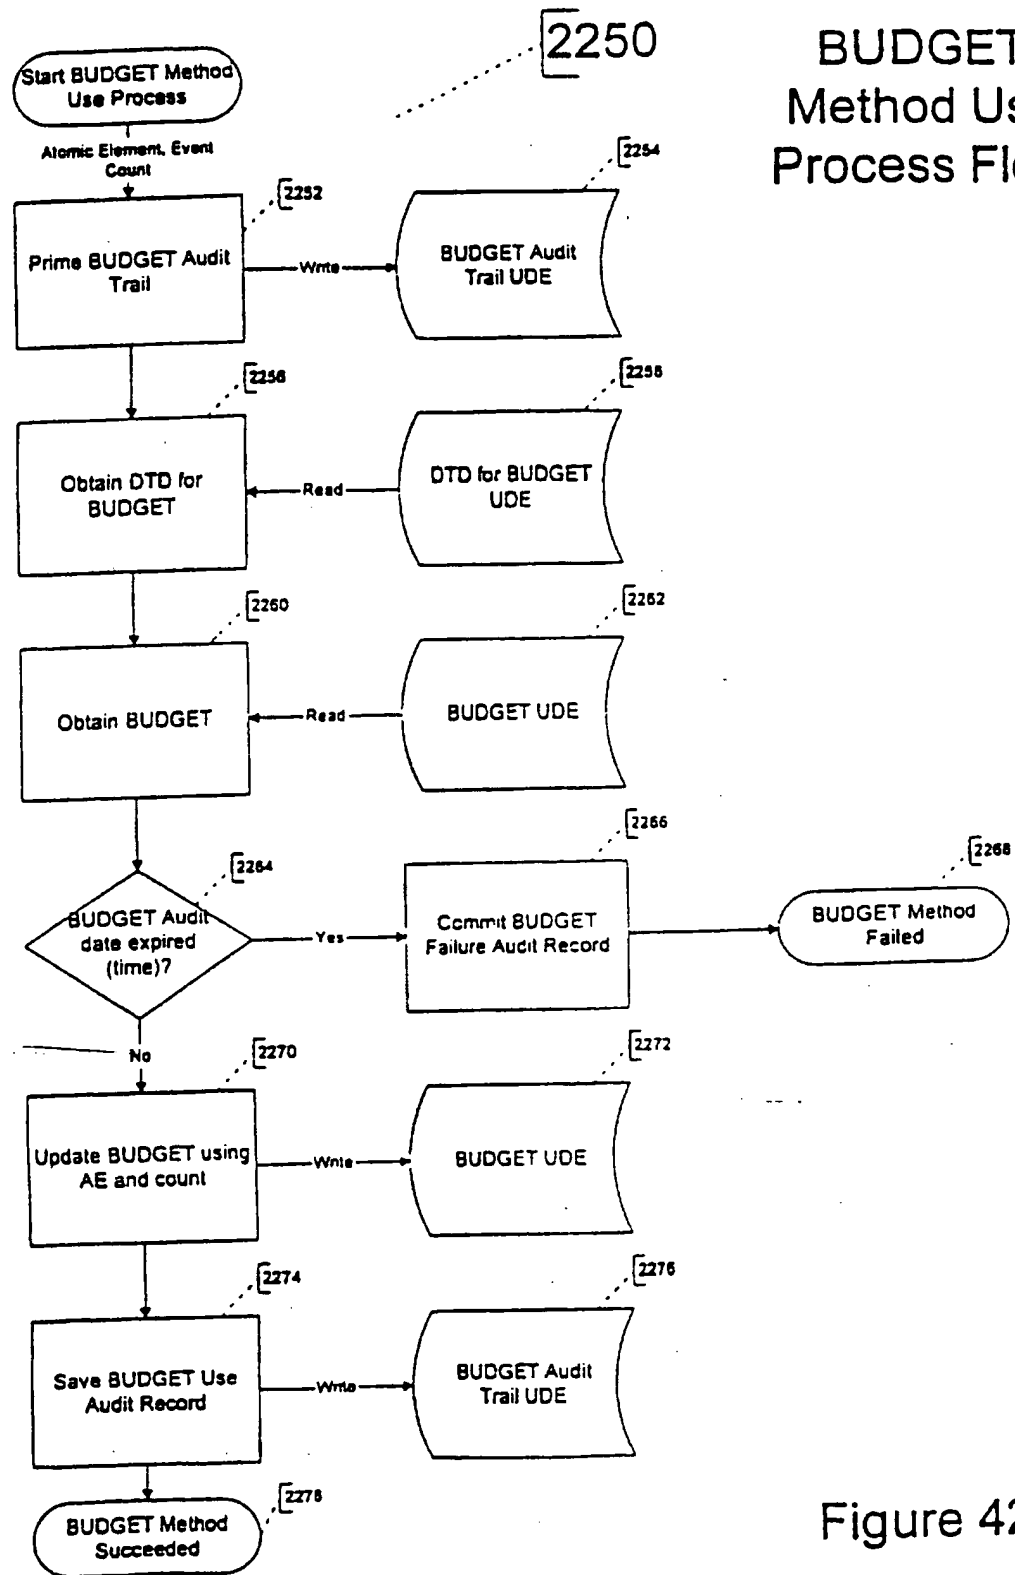 2250
BUDGET
Method Us
Process Flo
Start BUDGET Method
Use Process
Atomic Element, Event
Count
2252
2254
Prime BUDGET Audit
Trail
Write
BUDGET Audit
Trail UDE
2256
2258
Obtain DTD for
BUDGET
Read
DTD for BUDGET
UDE
2260
2262
Obtain BUDGET
Read
BUDGET UDE
2264
2266
2268
BUDGET Audit
date expired
(time)?
Yes
Commit BUDGET
Failure Audit Record
BUDGET Method
Failed
No
2270
2272
Update BUDGET using
AE and count
Write
BUDGET UDE
2274
2276
Save BUDGET Use
Audit Record
Write
BUDGET Audit
Trail UDE
2278
BUDGET Method
Succeeded
Figure 42